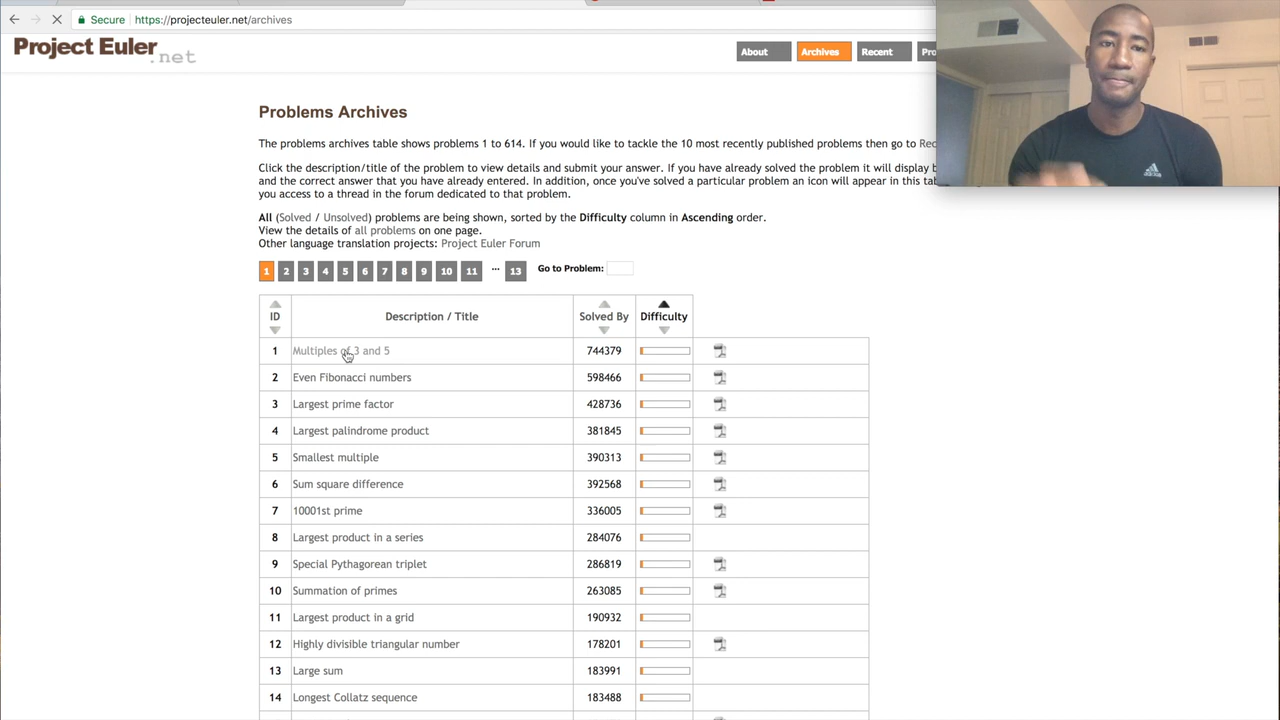 Secure https://projecteuler.net/archives
Project Euler
.net
About Archives Recent
Problems Archives
The problems archives table shows problems 1 to 614. If you would like to tackle the 10 most recently published problems then go to
Click the description/title of the problem to view details and submit your answer. If you have already solved the problem it will display
and the correct answer that you have already entered. In addition, once you've solved a particular problem an icon will appear in this
you access to a thread in the forum dedicated to that problem.
All (Solved / Unsolved) problems are being shown, sorted by the Difficulty column in Ascending order.
View the details of all problems on one page.
Other language translation projects: Project Euler Forum
1 2 3 4 5 6 7 8 9 10 11 ... 13 Go to Problem:
ID Description / Title Solved By Difficulty
1 Multiples of 3 and 5 744379
2 Even Fibonacci numbers 598466
3 Largest prime factor 428736
4 Largest palindrome product 381845
5 Smallest multiple 390313
6 Sum square difference 392568
7 10001st prime 336005
8 Largest product in a series 284076
9 Special Pythagorean triplet 286819
10 Summation of primes 263085
11 Largest product in a grid 190932
12 Highly divisible triangular number 178201
13 Large sum 183991
14 Longest Collatz sequence 183488